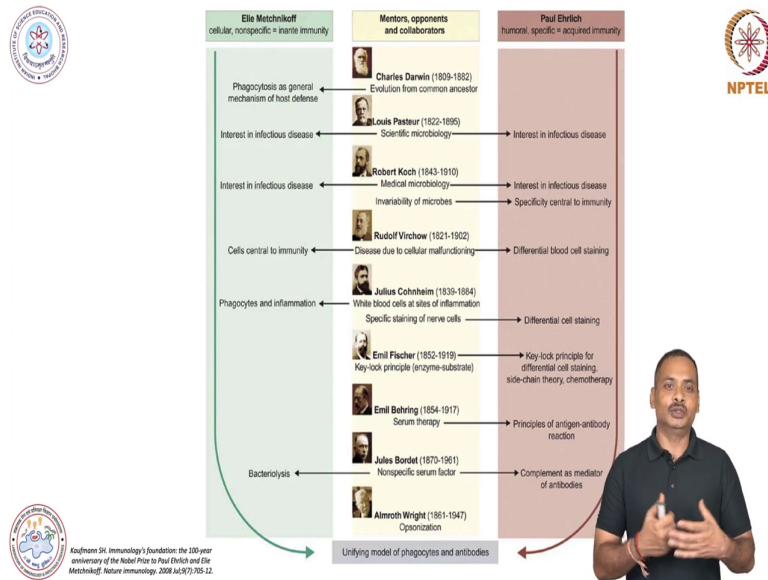 Elie Metchnikoff
cellular, nonspecific = inante immunity
Mentors, opponents
and collaborators
Paul Ehrlich
humoral, specific = acquired immunity
INDIAN INSTITUTE OF SCIENCE EDUCATION AND RESEARCH BHOPAL
NPTEL
Charles Darwin (1809-1882)
Phagocytosis as general
mechanism of host defense
Evolution from common ancestor
Louis Pasteur (1822-1895)
Interest in infectious disease
Scientific microbiology
Interest in infectious disease
Robert Koch (1843-1910)
Interest in infectious disease
Medical microbiology
Interest in infectious disease
Invariability of microbes
Specificity central to immunity
Rudolf Virchow (1821-1902)
Cells central to immunity
Disease due to cellular malfunctioning
Differential blood cell staining
Julius Cohnheim (1839-1884)
Phagocytes and inflammation
White blood cells at sites of inflammation
Specific staining of nerve cells
Differential cell staining
Emil Fischer (1852-1919)
Key-lock principle (enzyme-substrate)
Key-lock principle for
differential cell staining,
side-chain theory, chemotherapy
Emil Behring (1854-1917)
Serum therapy
Principles of antigen-antibody
reaction
Jules Bordet (1870-1961)
Bacteriolysis
Nonspecific serum factor
Complement as mediator
of antibodies
Almroth Wright (1861-1947)
Opsonization
Unifying model of phagocytes and antibodies
Kaufmann SH. Immunology's foundation: the 100-year
anniversary of the Nobel Prize to Paul Ehrlich and Elie
Metchnikoff. Nature immunology. 2008 Jul;9(7):705-12.